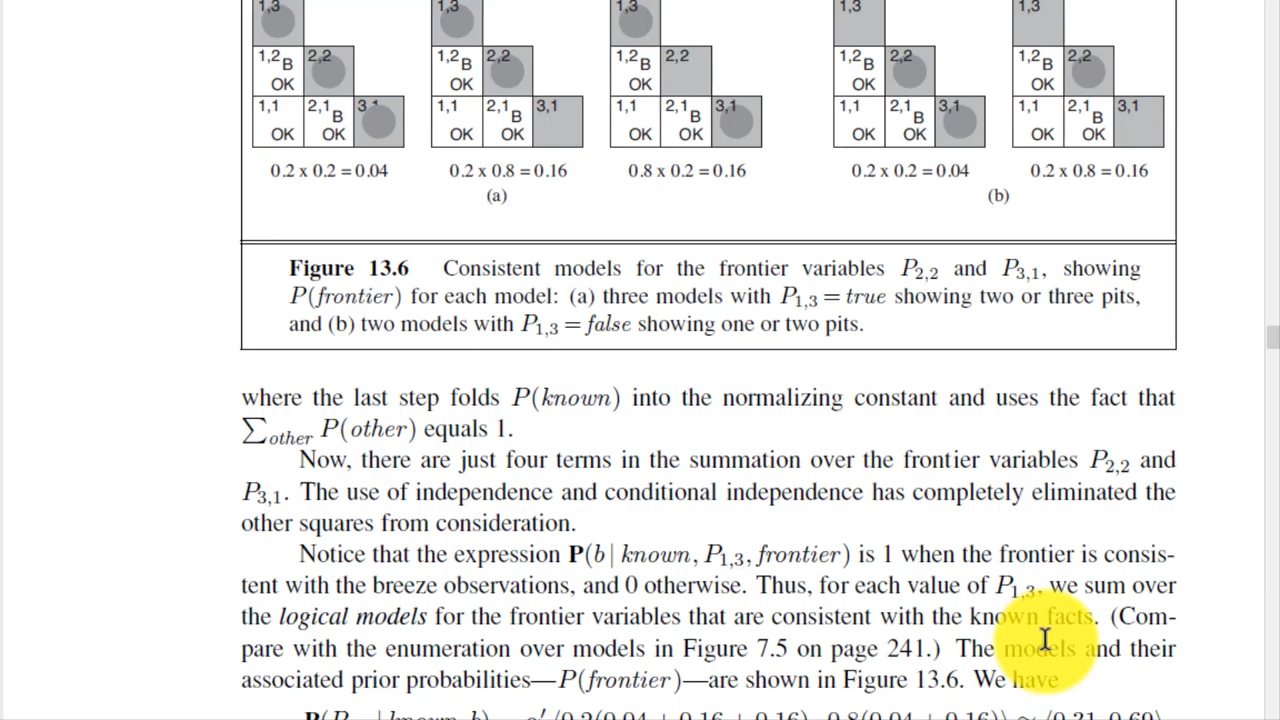 1,3 1,3 1,3 1,3 1,3
1,2 B OK 2,2 1,2 B OK 2,2 1,2 B OK 2,2 1,2 B OK 2,2 1,2 B OK 2,2
1,1 OK 2,1 B OK 3,1 1,1 OK 2,1 B OK 3,1 1,1 OK 2,1 B OK 3,1 1,1 OK 2,1 B OK 3,1 1,1 OK 2,1 B OK 3,1
0.2 x 0.2 = 0.04 0.2 x 0.8 = 0.16 0.8 x 0.2 = 0.16 0.2 x 0.2 = 0.04 0.2 x 0.8 = 0.16
(a) (b)
Figure 13.6 Consistent models for the frontier variables P2,2 and P3,1, showing
P(frontier) for each model: (a) three models with P1,3 = true showing two or three pits,
and (b) two models with P1,3 = false showing one or two pits.
where the last step folds P(known) into the normalizing constant and uses the fact that
∑other P(other) equals 1.
Now, there are just four terms in the summation over the frontier variables P2,2 and
P3,1. The use of independence and conditional independence has completely eliminated the
other squares from consideration.
Notice that the expression P(b | known, P1,3, frontier) is 1 when the frontier is consis-
tent with the breeze observations, and 0 otherwise. Thus, for each value of P1,3, we sum over
the logical models for the frontier variables that are consistent with the known facts. (Com-
pare with the enumeration over models in Figure 7.5 on page 241.) The models and their
associated prior probabilities—P(frontier)—are shown in Figure 13.6. We have